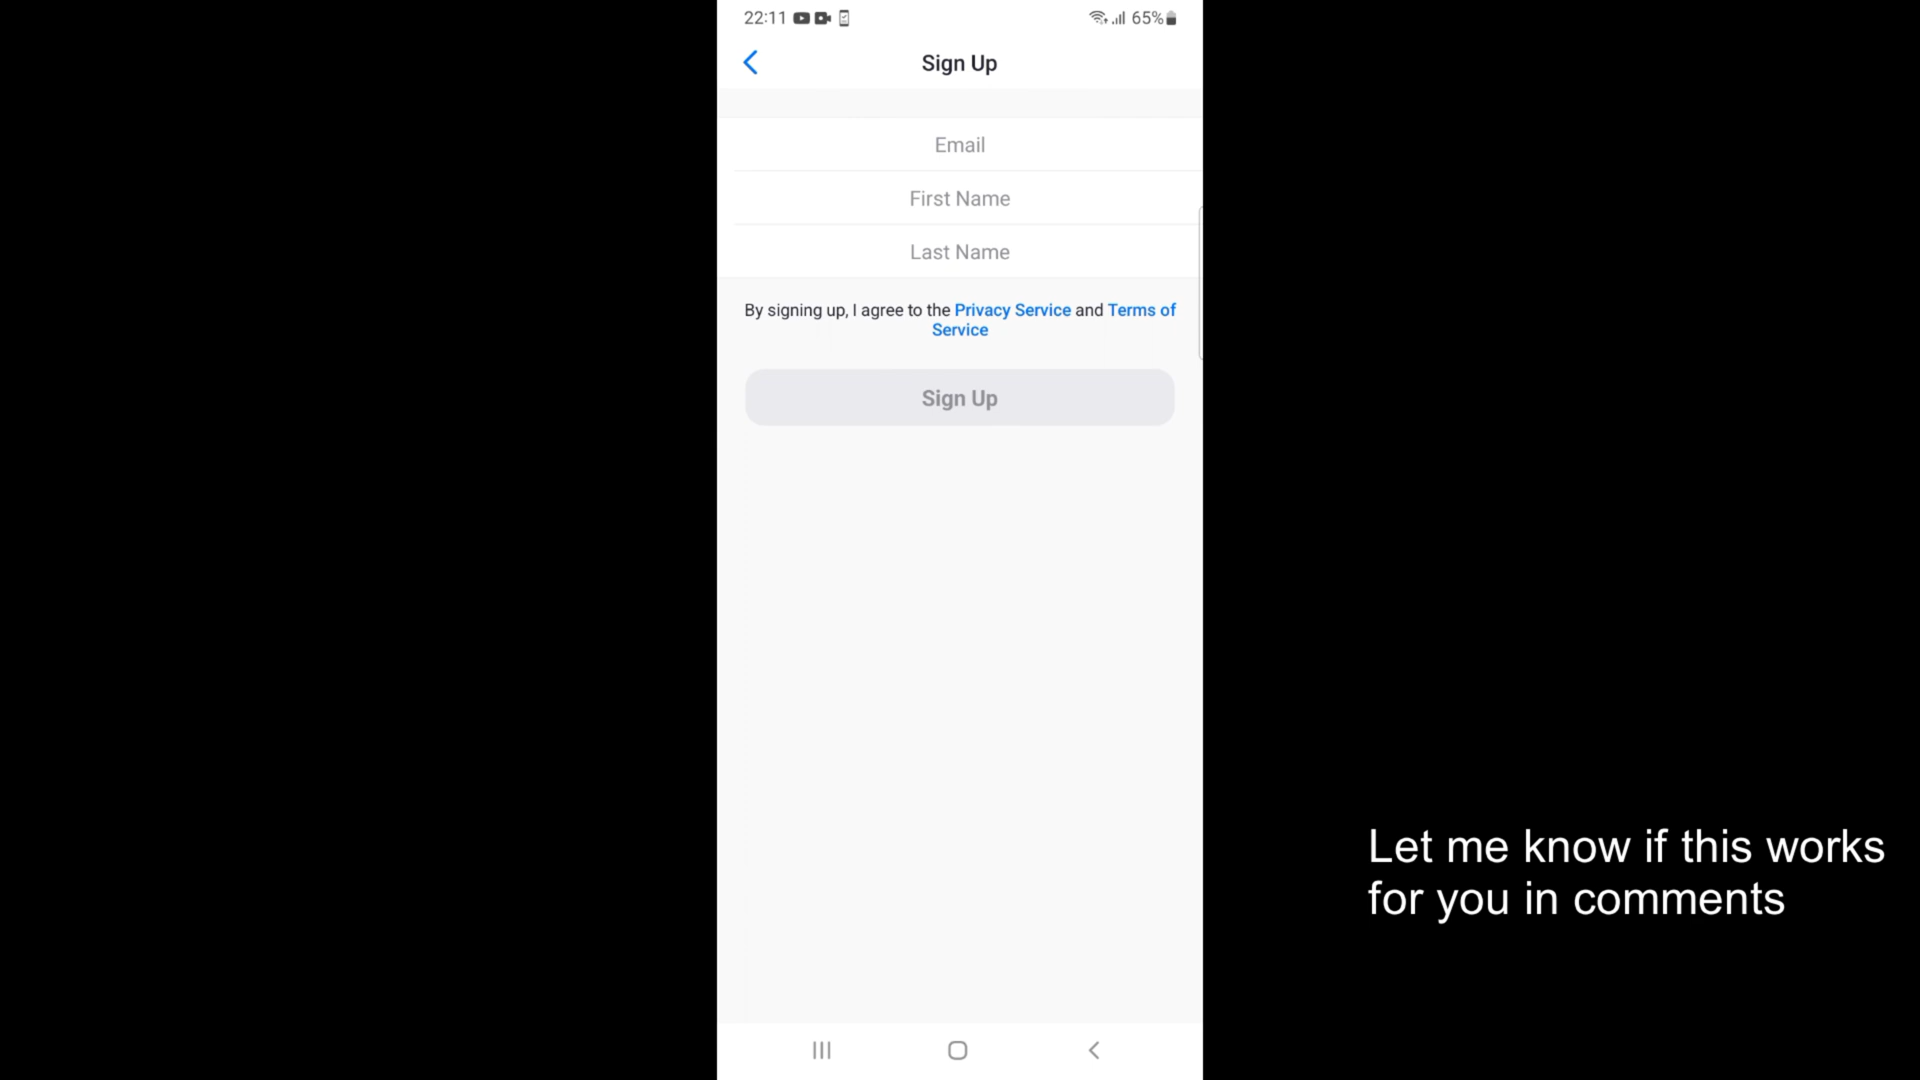 22:11
65%
Sign Up
Email
First Name
Last Name
By signing up, I agree to the Privacy Service and Terms of
Service
Sign Up
Let me know if this works
for you in comments